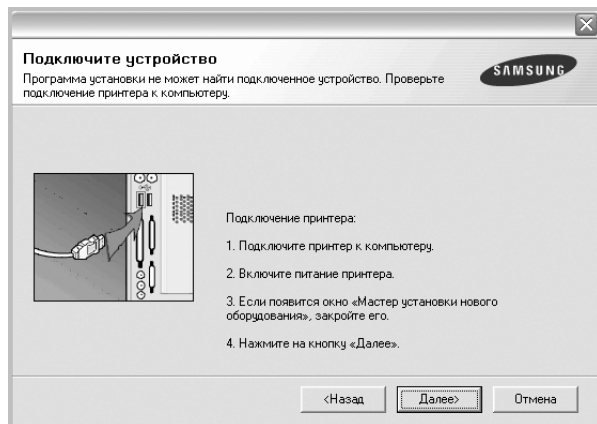 Подключите устройство
Программа установки не может найти подключенное устройство. Проверьте
подключение принтера к компьютеру.
SAMSUNG
Подключение принтера:
1. Подключите принтер к компьютеру.
2. Включите питание принтера.
3. Если появится окно «Мастер установки нового
оборудования», закройте его.
4. Нажмите на кнопку «Далее».
<Назад
Далее>
Отмена